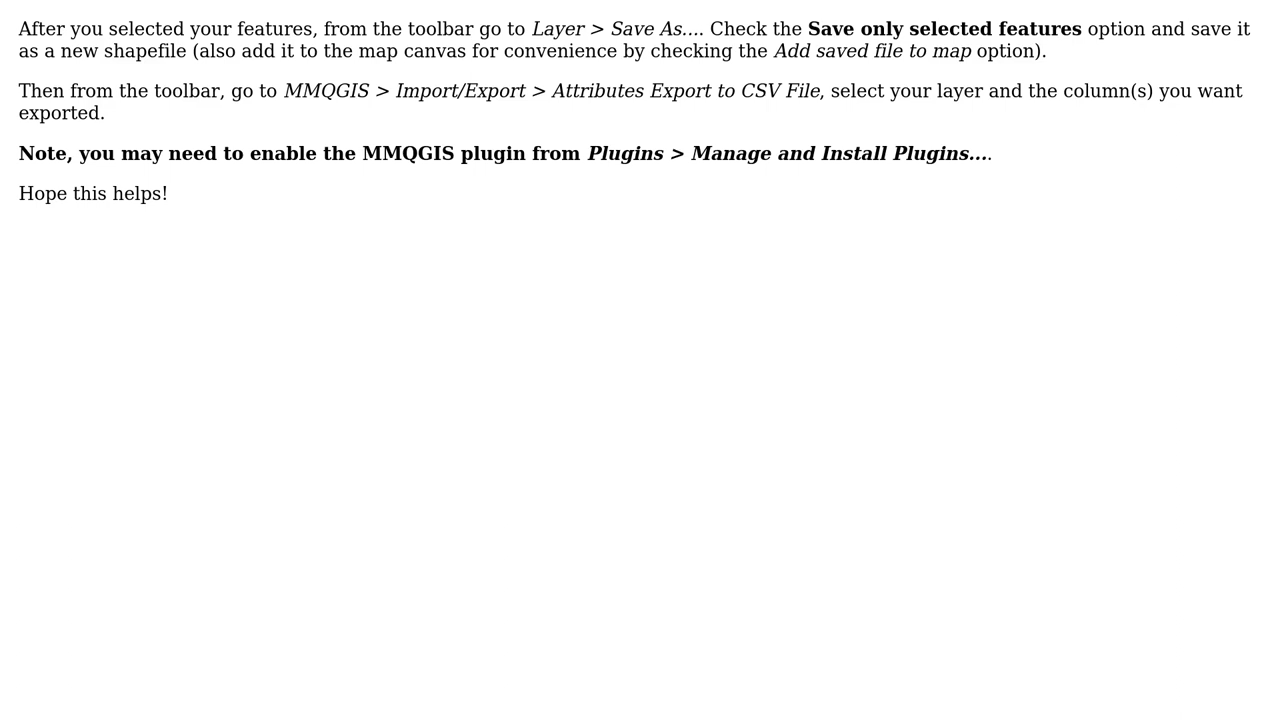 After you selected your features, from the toolbar go to Layer > Save As.... Check the Save only selected features option and save it
as a new shapefile (also add it to the map canvas for convenience by checking the Add saved file to map option).
Then from the toolbar, go to MMQGIS > Import/Export > Attributes Export to CSV File, select your layer and the column(s) you want
exported.
Note, you may need to enable the MMQGIS plugin from Plugins > Manage and Install Plugins....
Hope this helps!